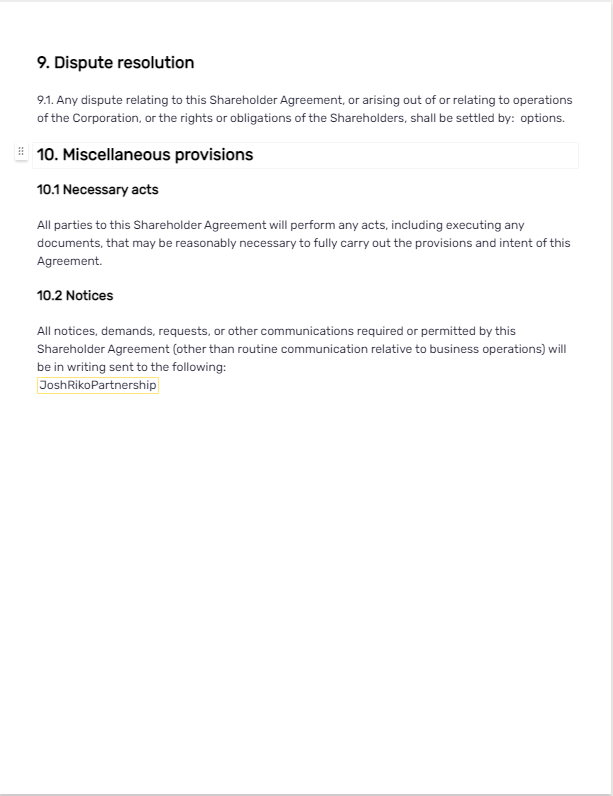 9. Dispute resolution
9.1. Any dispute relating to this Shareholder Agreement, or arising out of or relating to operations
of the Corporation, or the rights or obligations of the Shareholders, shall be settled by:  options.
10. Miscellaneous provisions
10.1 Necessary acts
All parties to this Shareholder Agreement will perform any acts, including executing any
documents, that may be reasonably necessary to fully carry out the provisions and intent of this
Agreement.
10.2 Notices
All notices, demands, requests, or other communications required or permitted by this
Shareholder Agreement (other than routine communication relative to business operations) will
be in writing sent to the following:
JoshRikoPartnership